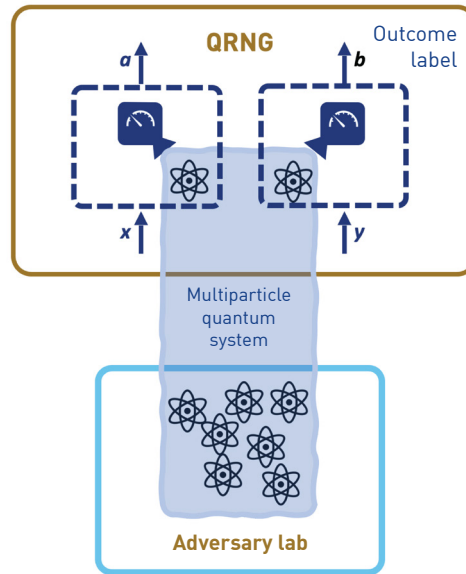 QRNG
Outcome
label
a
b
x
y
Multiparticle
quantum
system
Adversary lab